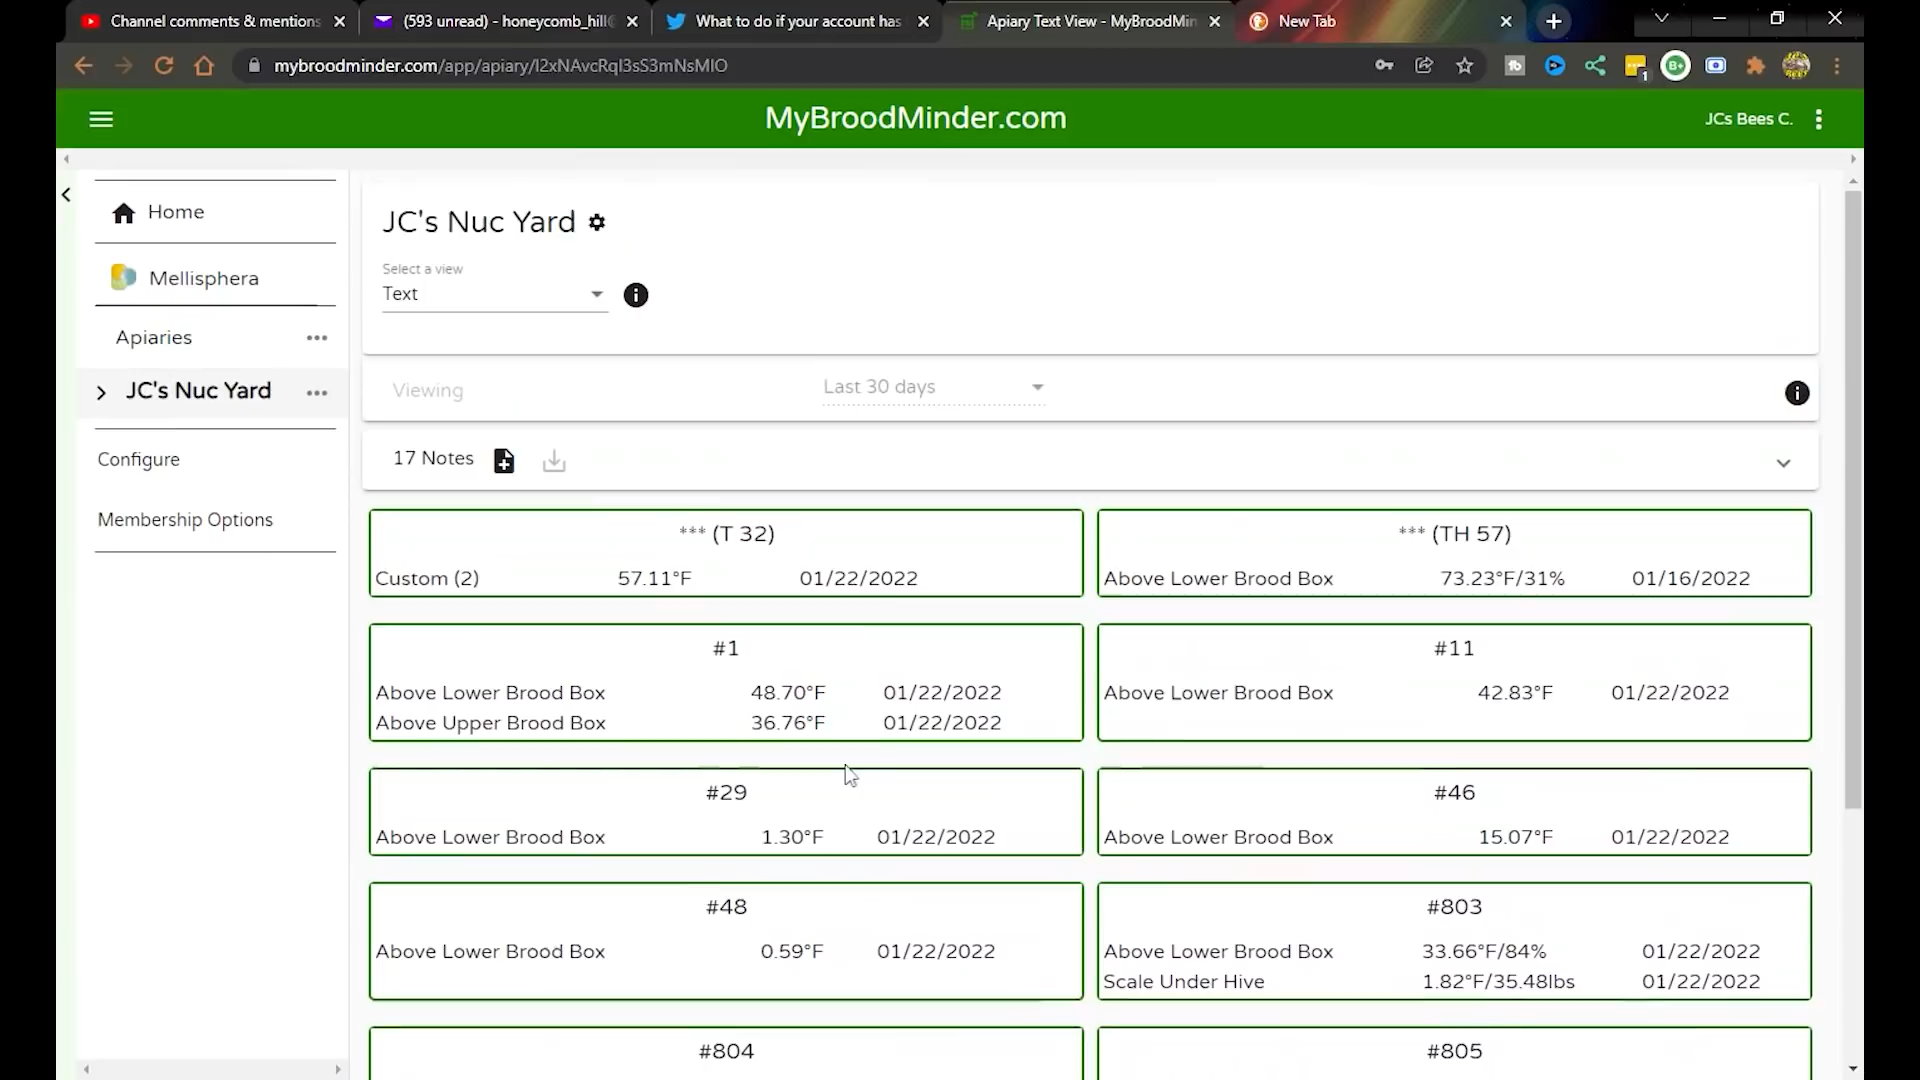 Channel comments & mentions
(593 unread) - honeycomb_hill@
What to do if your account has
Apiary Text View - MyBroodMin
New Tab
mybroodminder.com/app/apiary/I2xNAvcRqI3sS3mNsMIO
1
MyBroodMinder.com
JCs Bees C.
Home
Mellisphera
Apiaries
JC's Nuc Yard
Configure
Membership Options
JC's Nuc Yard
Select a view
Text
Viewing
Last 30 days
17 Notes
*** (T 32)
Custom (2) 57.11°F 01/22/2022
*** (TH 57)
Above Lower Brood Box 73.23°F/31% 01/16/2022
#1
Above Lower Brood Box 48.70°F 01/22/2022
Above Upper Brood Box 36.76°F 01/22/2022
#11
Above Lower Brood Box 42.83°F 01/22/2022
#29
Above Lower Brood Box 1.30°F 01/22/2022
#46
Above Lower Brood Box 15.07°F 01/22/2022
#48
Above Lower Brood Box 0.59°F 01/22/2022
#803
Above Lower Brood Box 33.66°F/84% 01/22/2022
Scale Under Hive 1.82°F/35.48lbs 01/22/2022
#804
#805